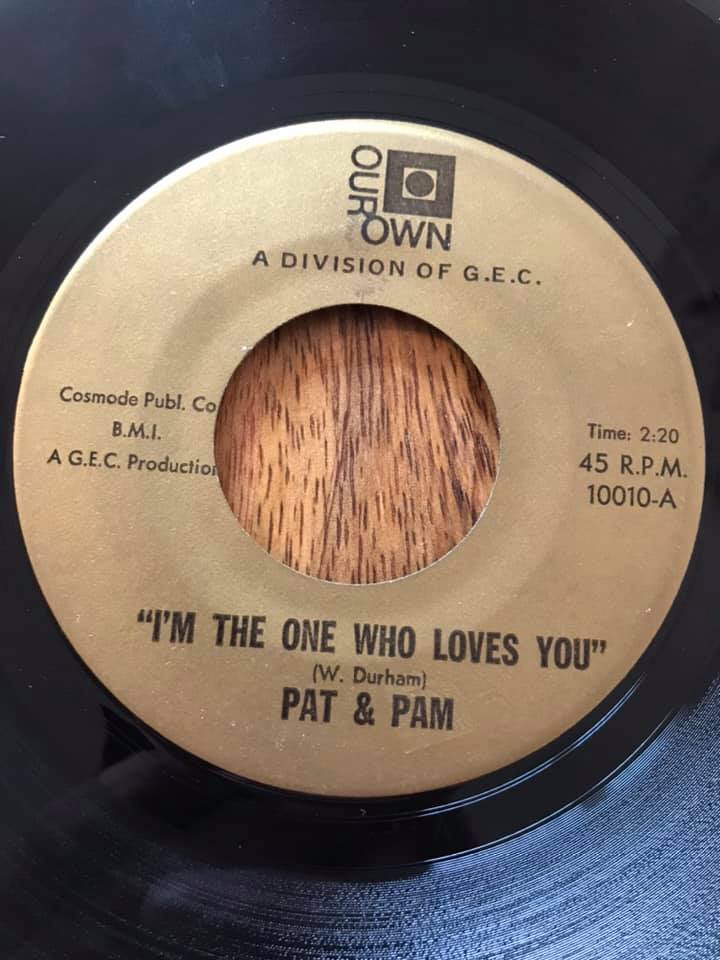 OUR
OWN
A DIVISION OF G.E.C.
Cosmode Publ. Co
B.M.I.
A G.E.C. Production
Time: 2:20
45 R.P.M.
10010-A
"I'M THE ONE WHO LOVES YOU"
(W. Durham)
PAT & PAM